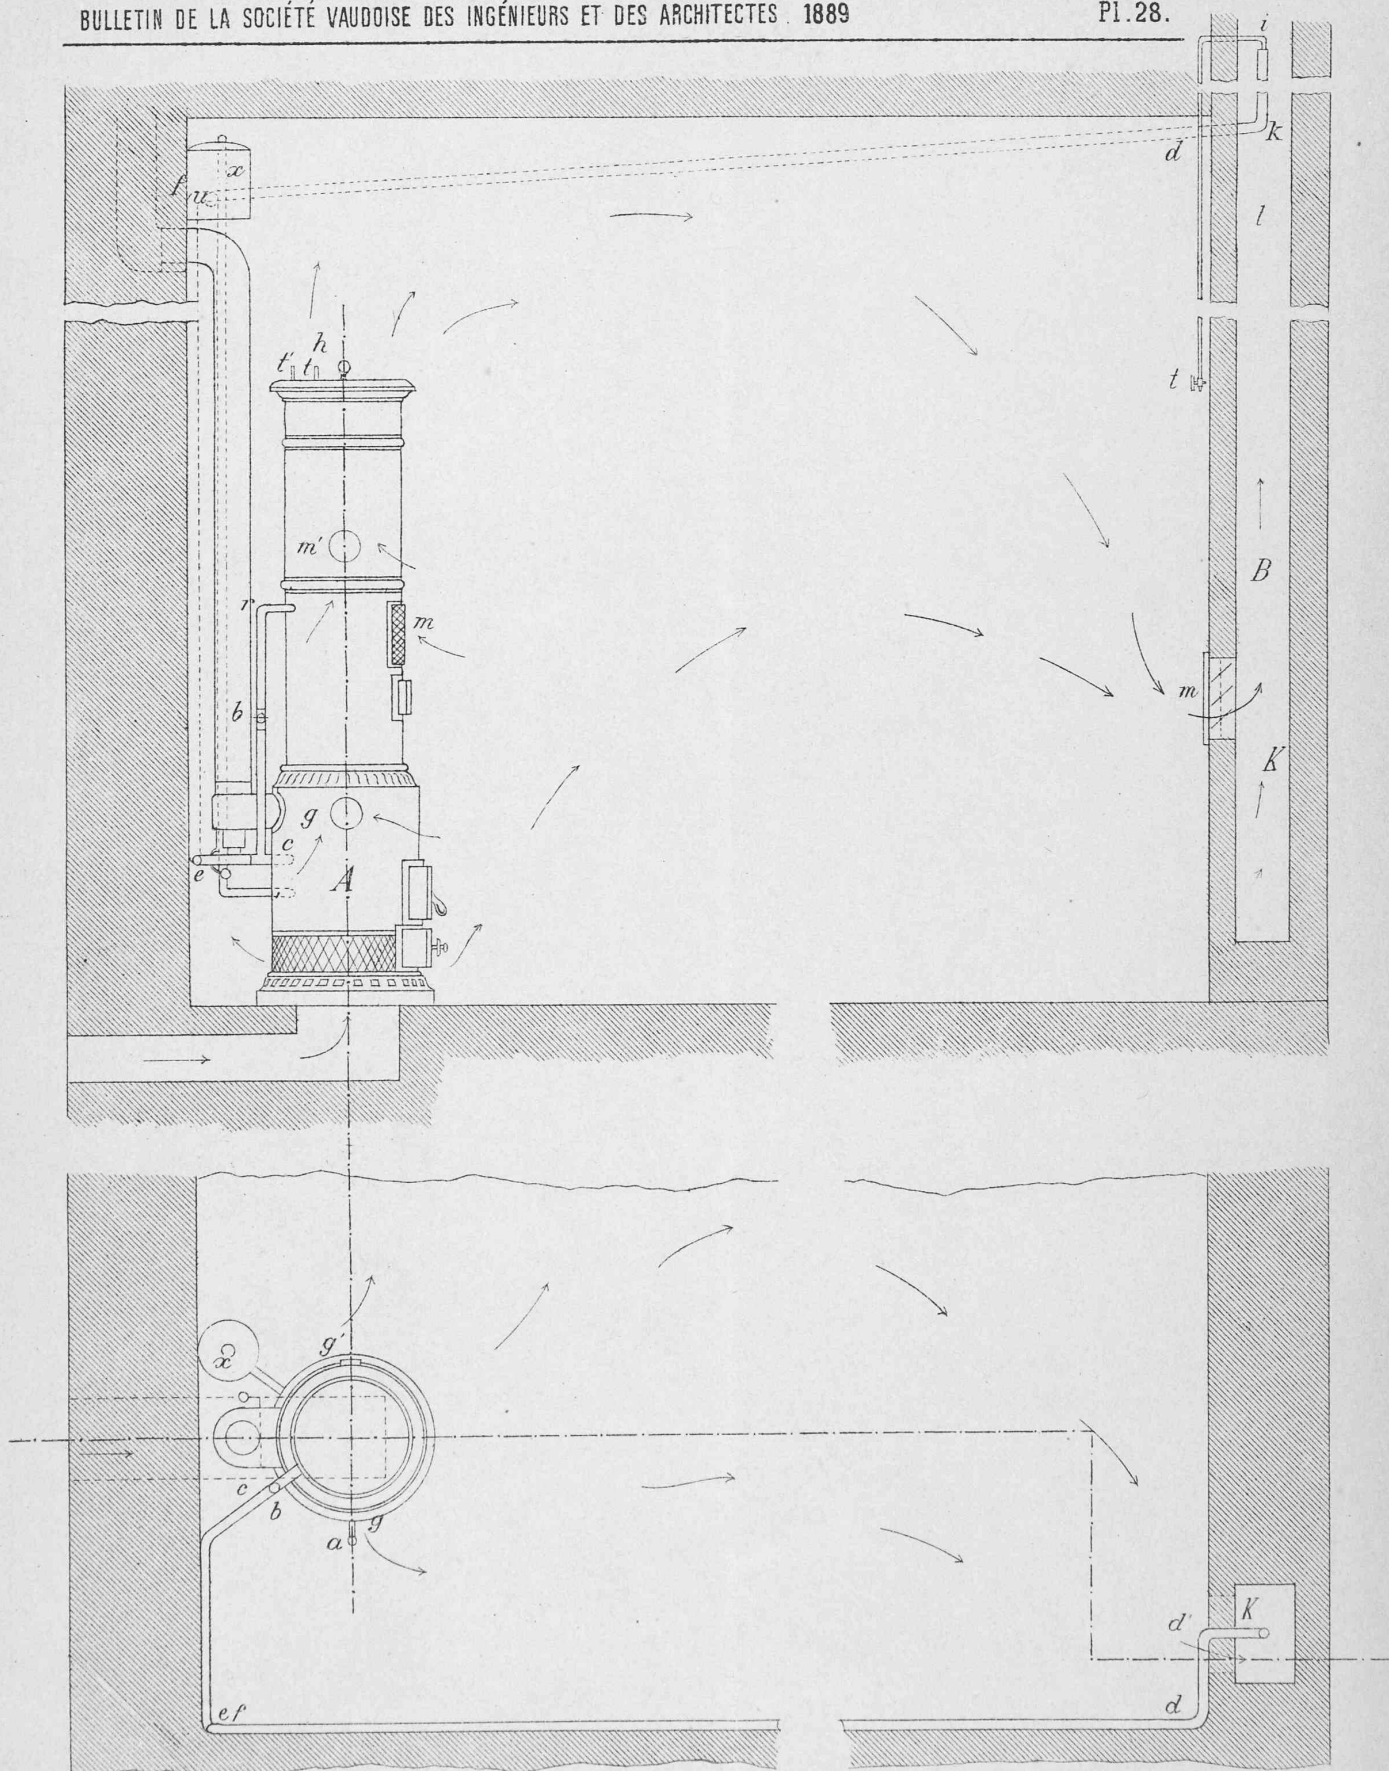 BULLETIN DE LA SOCIÉTÉ VAUDOISE DES INGÉNIEURS ET DES ARCHITECTES. 1889 Pl. 28.
i
k
d
x
f u
l
h
t' t
t
m'
B
r
m
m
b
K
g
c
e
A
g'
x
c
b
g
a
K
d'
e f
d